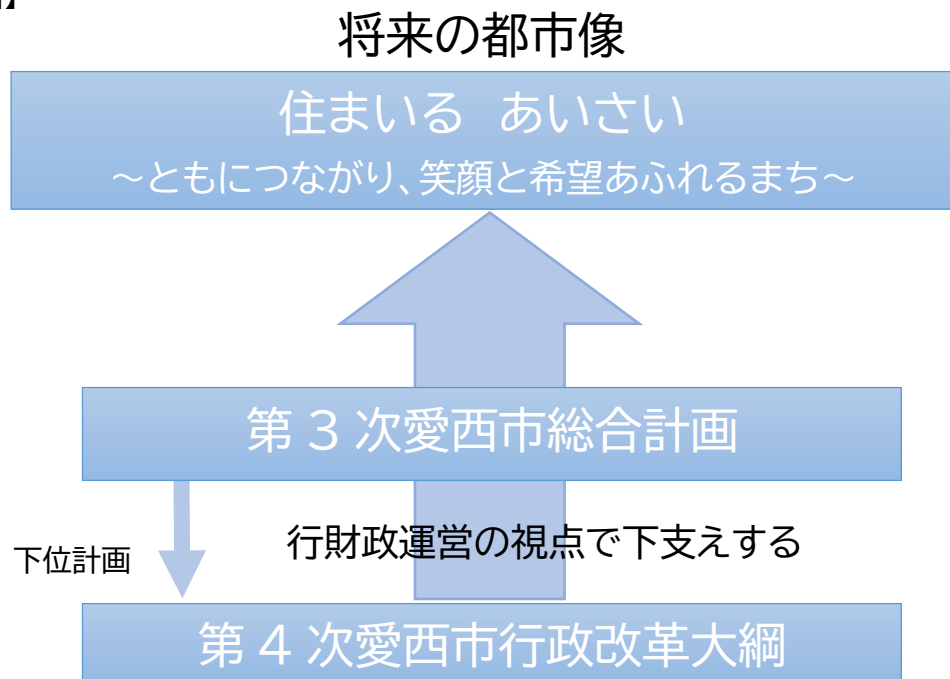 将来の都市像
住まいる あいさい
～ともにつながり、笑顔と希望あふれるまち～
第3次愛西市総合計画
下位計画
行財政運営の視点で下支えする
第4次愛西市行政改革大綱